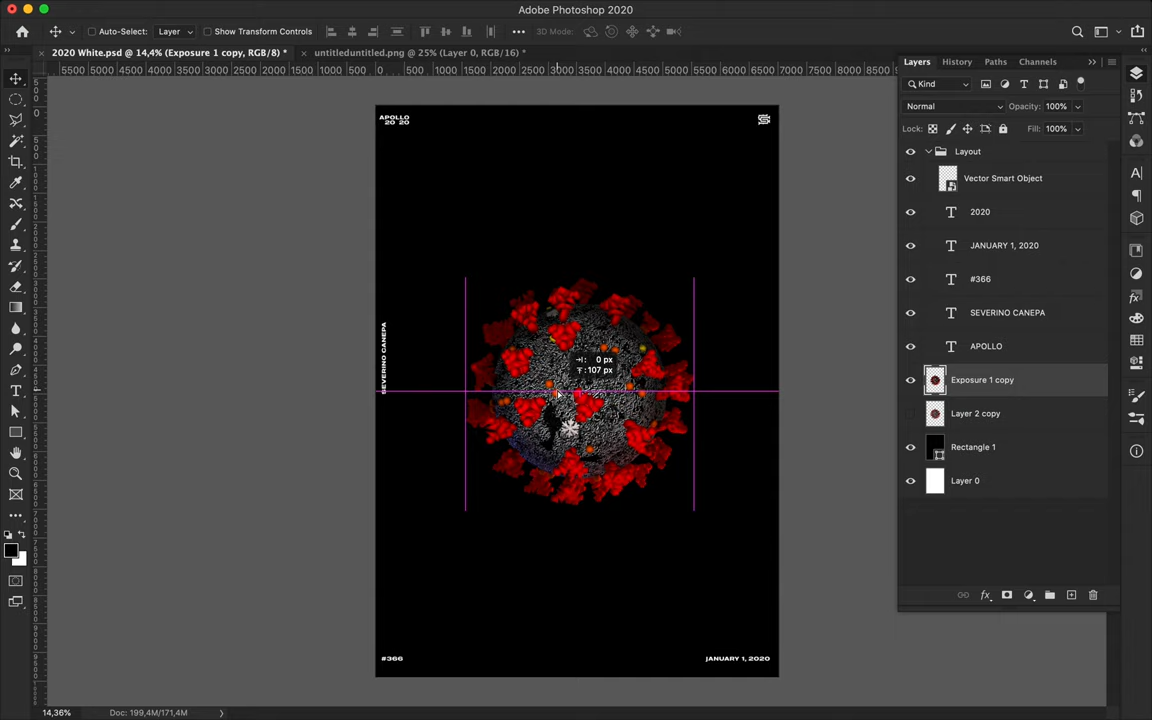 Adobe Photoshop 2020
Auto-Select: Layer Show Transform Controls 3D Mode:
2020 White.psd @ 14,4% (Exposure 1 copy, RGB/8) * untitleduntitled.png @ 25% (Layer 0, RGB/16) *
5500 5000 4500 4000 3500 3000 2500 2000 1500 1000 500 0 500 1000 1500 2000 2500 3000 3500 4000 4500 5000 5500 6000 6500 7000 7500 8000 8500
Layers History Paths Channels
Kind
Normal Opacity: 100%
Lock: Fill: 100%
Layout
Vector Smart Object
2020
JANUARY 1, 2020
#366
SEVERINO CANEPA
APOLLO
Exposure 1 copy
Layer 2 copy
Rectangle 1
Layer 0
APOLLO
20 20
SEVERINO CANEPA
0 px
107 px
#366 JANUARY 1, 2020
14,36% Doc: 199,4M/171,4M